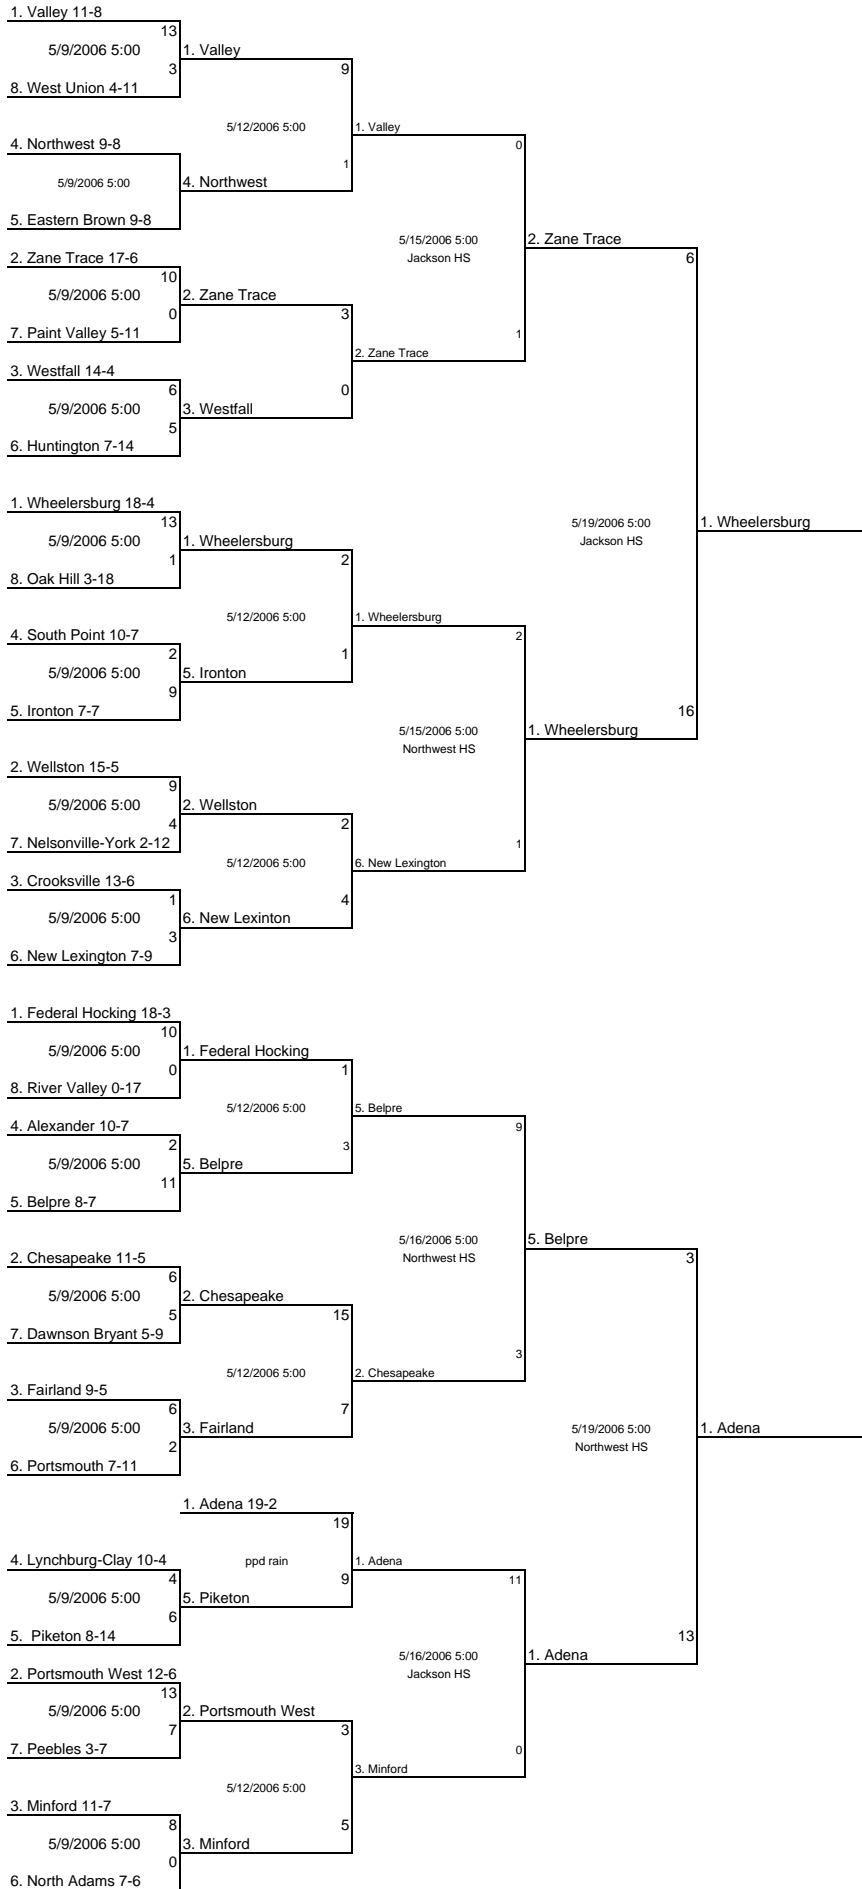 1. Valley 11-8
13
5/9/2006 5:00
1. Valley
3
9
8. West Union 4-11
5/12/2006 5:00
1. Valley
4. Northwest 9-8
0
1
5/9/2006 5:00
4. Northwest
5. Eastern Brown 9-8
5/15/2006 5:00
Jackson HS
2. Zane Trace
6
2. Zane Trace 17-6
10
5/9/2006 5:00
2. Zane Trace
0
3
7. Paint Valley 5-11
1
2. Zane Trace
3. Westfall 14-4
6
0
5/9/2006 5:00
3. Westfall
5
6. Huntington 7-14
1. Wheelersburg 18-4
13
5/19/2006 5:00
Jackson HS
1. Wheelersburg
5/9/2006 5:00
1. Wheelersburg
1
2
8. Oak Hill 3-18
5/12/2006 5:00
1. Wheelersburg
4. South Point 10-7
2
2
1
5/9/2006 5:00
5. Ironton
9
5. Ironton 7-7
16
5/15/2006 5:00
Northwest HS
1. Wheelersburg
2. Wellston 15-5
9
5/9/2006 5:00
2. Wellston
4
2
7. Nelsonville-York 2-12
1
5/12/2006 5:00
6. New Lexington
3. Crooksville 13-6
1
4
5/9/2006 5:00
6. New Lexinton
3
6. New Lexington 7-9
1. Federal Hocking 18-3
10
5/9/2006 5:00
1. Federal Hocking
0
1
8. River Valley 0-17
5/12/2006 5:00
5. Belpre
4. Alexander 10-7
9
2
3
5/9/2006 5:00
5. Belpre
11
5. Belpre 8-7
5/16/2006 5:00
Northwest HS
5. Belpre
3
2. Chesapeake 11-5
6
5/9/2006 5:00
2. Chesapeake
5
15
7. Dawnson Bryant 5-9
3
5/12/2006 5:00
2. Chesapeake
3. Fairland 9-5
6
7
5/9/2006 5:00
3. Fairland
2
6. Portsmouth 7-11
5/19/2006 5:00
Northwest HS
1. Adena
1. Adena 19-2
19
4. Lynchburg-Clay 10-4
ppd rain
1. Adena
4
9
11
5/9/2006 5:00
5. Piketon
6
5. Piketon 8-14
13
5/16/2006 5:00
Jackson HS
1. Adena
2. Portsmouth West 12-6
13
5/9/2006 5:00
2. Portsmouth West
7
3
7. Peebles 3-7
0
3. Minford
5/12/2006 5:00
3. Minford 11-7
8
5
5/9/2006 5:00
3. Minford
0
6. North Adams 7-6